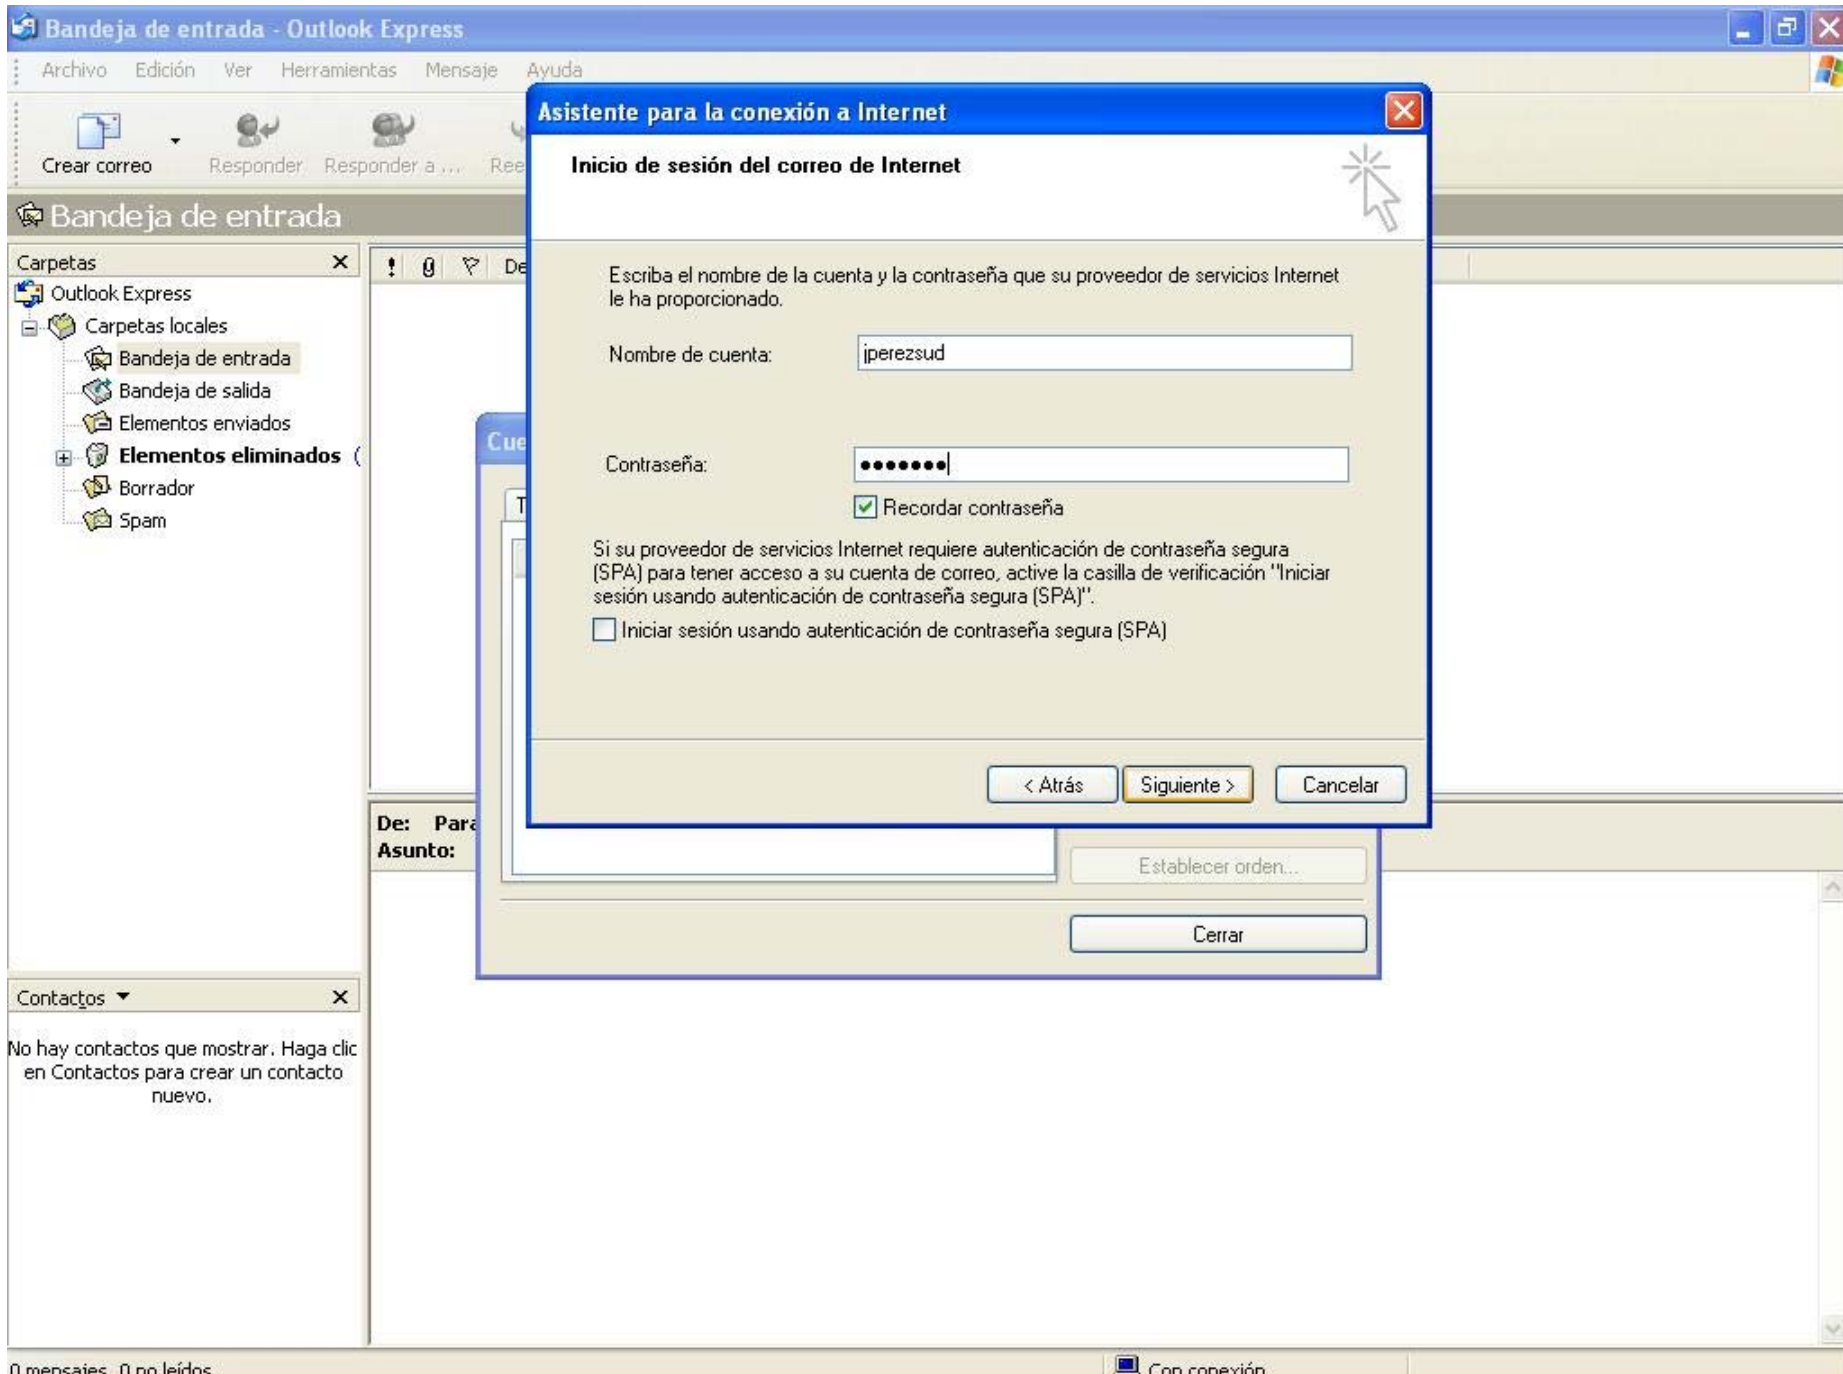 Bandeja de entrada - Outlook Express
Archivo Edición Ver Herramientas Mensaje Ayuda
Crear correo Responder Responder a ... Ree
Bandeja de entrada
Carpetas
Outlook Express
Carpetas locales
Bandeja de entrada
Bandeja de salida
Elementos enviados
Elementos eliminados (
Borrador
Spam
! De
Asistente para la conexión a Internet
Inicio de sesión del correo de Internet
Escriba el nombre de la cuenta y la contraseña que su proveedor de servicios Internet
le ha proporcionado.
Nombre de cuenta: jperezsud
Contraseña: •••••••
Recordar contraseña
Si su proveedor de servicios Internet requiere autenticación de contraseña segura
(SPA) para tener acceso a su cuenta de correo, active la casilla de verificación "Iniciar
sesión usando autenticación de contraseña segura (SPA)".
Iniciar sesión usando autenticación de contraseña segura (SPA)
< Atrás Siguiente > Cancelar
Cue
T
Establecer orden...
Cerrar
De: Para
Asunto:
Contactos
No hay contactos que mostrar. Haga clic
en Contactos para crear un contacto
nuevo.
0 mensajes, 0 no leídos
Con conexión